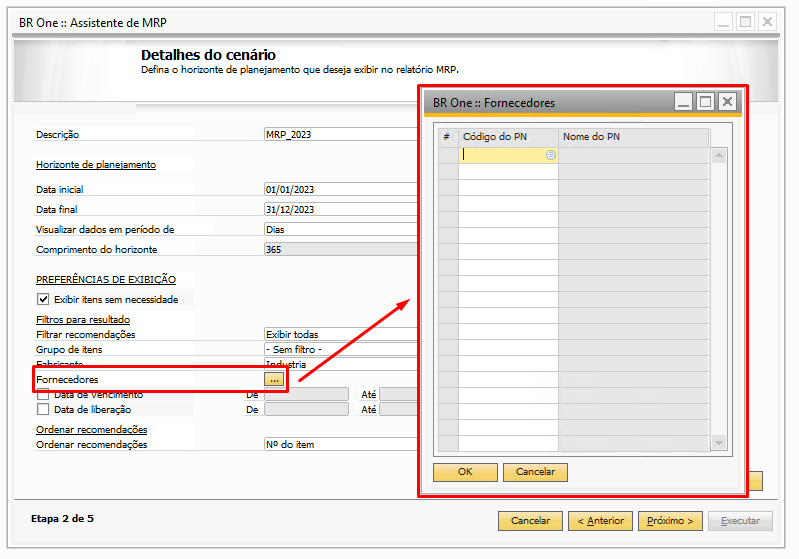 BR One :: Assistente de MRP
Detalhes do cenário
Defina o horizonte de planejamento que deseja exibir no relatório MRP.
Descrição MRP_2023
Horizonte de planejamento
Data inicial 01/01/2023
Data final 31/12/2023
Visualizar dados em período de Dias
Comprimento do horizonte 365
PREFERÊNCIAS DE EXIBIÇÃO
Exibir itens sem necessidade
Filtros para resultado
Filtrar recomendações Exibir todas
Grupo de itens - Sem filtro -
Fabricante Industria
Fornecedores ...
Data de vencimento De Até
Data de liberação De Até
Ordenar recomendações
Ordenar recomendações Nº do item
BR One :: Fornecedores
# Código do PN Nome do PN
OK Cancelar
Etapa 2 de 5
Cancelar < Anterior Próximo > Executar